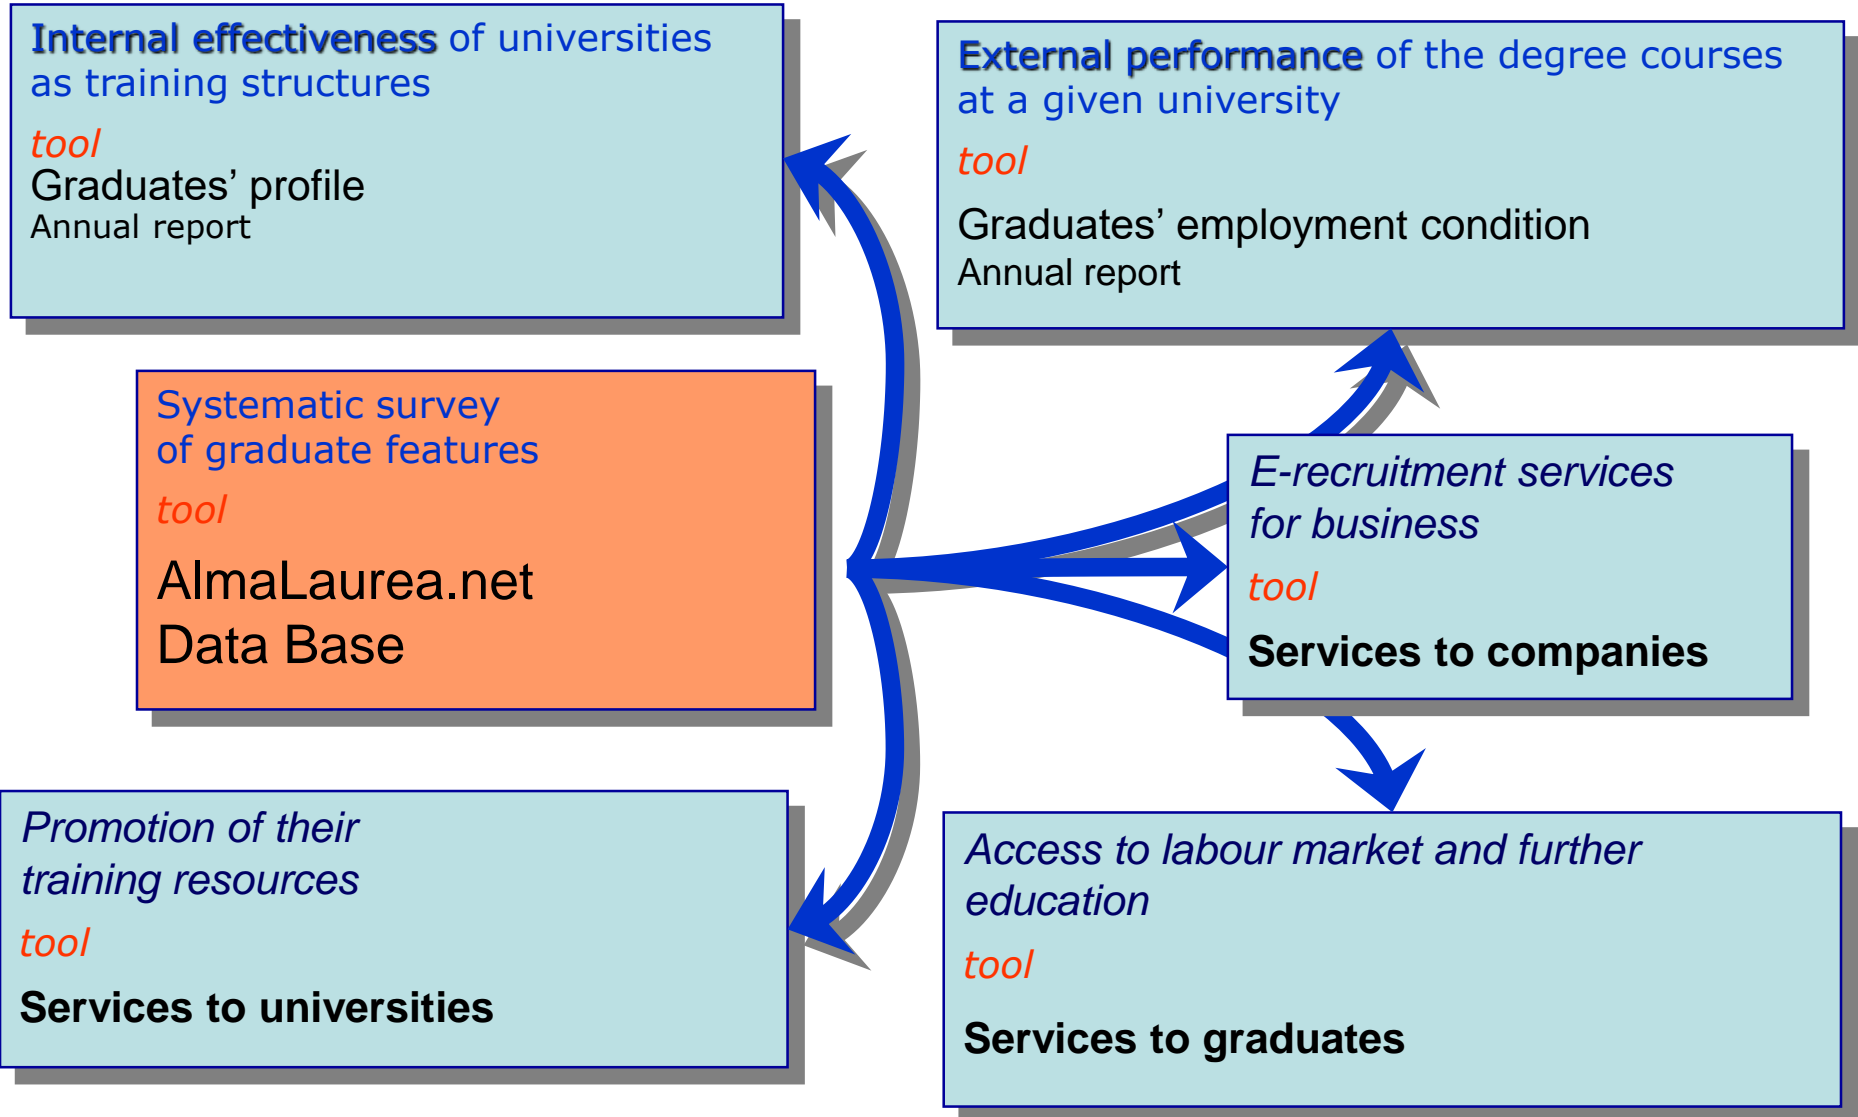 Internal effectiveness of universities
as training structures
tool
Graduates’ profile
Annual report
External performance of the degree courses
at a given university
tool
Graduates’ employment condition
Annual report
Systematic survey
of graduate features
tool
AlmaLaurea.net
Data Base
E-recruitment services
for business
tool
Services to companies
Promotion of their
training resources
tool
Services to universities
Access to labour market and further
education
tool
Services to graduates